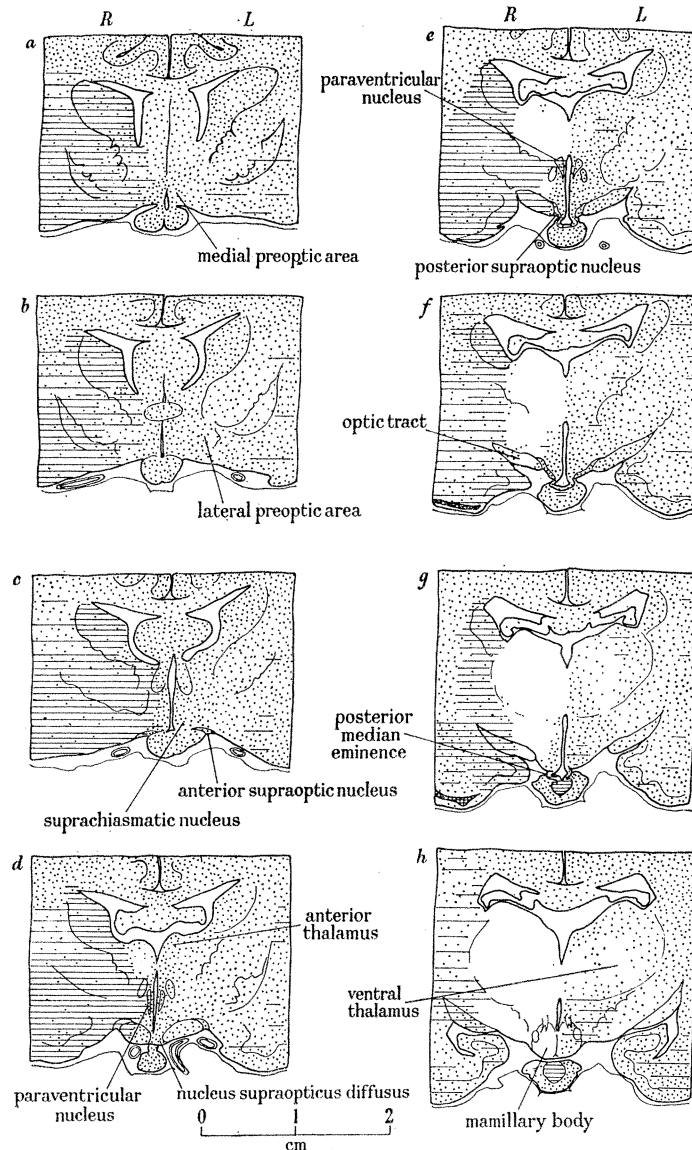 R L
a
medial preoptic area
b
lateral preoptic area
c
anterior supraoptic nucleus
suprachiasmatic nucleus
d
anterior
thalamus
paraventricular
nucleus
nucleus supraopticus diffusus
0 1 2
cm
R L
e
paraventricular
nucleus
posterior supraoptic nucleus
f
optic tract
g
posterior
median
eminence
h
ventral
thalamus
mamillary body